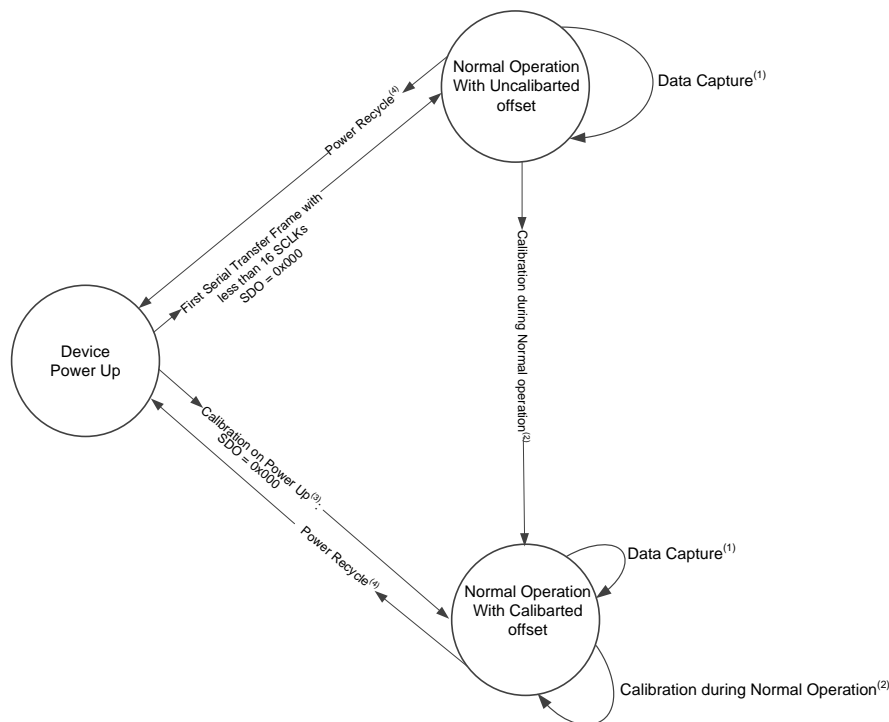 Normal Operation
With Uncalibarted
offset
Data Capture(1)
Power Recycle(4)
First Serial Transfer Frame with
less than 16 SCLKs
SDO = 0x000
Calibration during Normal operation(2)
Device
Power Up
Calibration on Power Up(3):
SDO = 0x000
Power Recycle(4)
Normal Operation
With Calibarted
offset
Data Capture(1)
Calibration during Normal Operation(2)